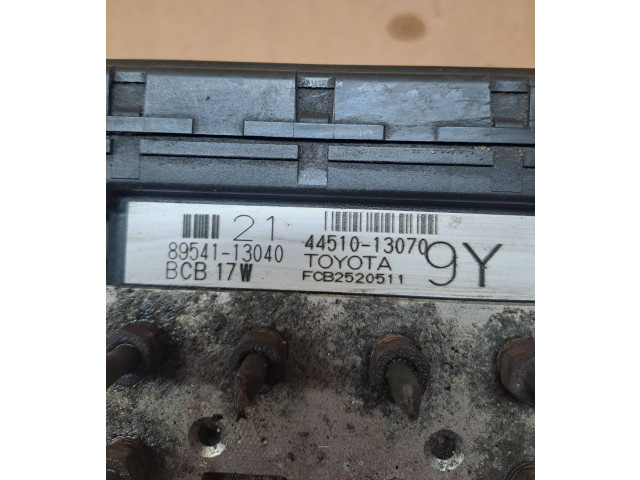 21
89541-13040
BCB 17W
44510-13070
TOYOTA
FCB2520511
9Y